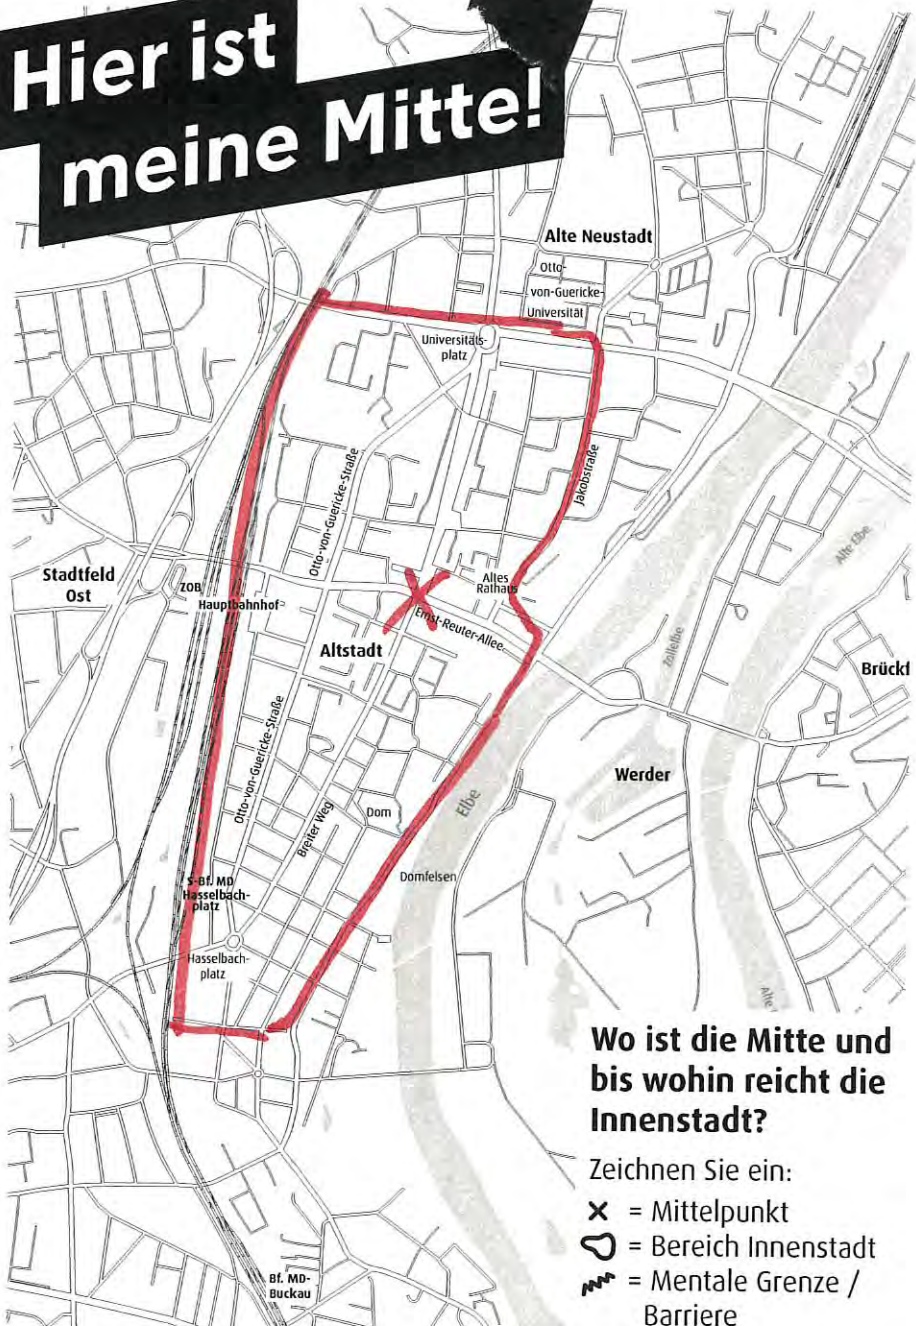 Hier ist
meine Mitte!
Alte Neustadt
Otto-
von-Guericke-
Universität
Universitäts-
platz
Otto-von-Guericke-Straße
Jakobstraße
Alte Elbe
Stadtfeld
Ost
ZOB
Hauptbahnhof
Altes
Rathaus
Ernst-Reuter-Allee
Altstadt
Zollelbe
Brückf
Otto-von-Guericke-Straße
Werder
Elbe
Breiter Weg
Dom
Domfelsen
S-Bf. MD
Hasselbach-
platz
Hasselbach-
platz
Alte
Wo ist die Mitte und
bis wohin reicht die
Innenstadt?
Zeichnen Sie ein:
= Mittelpunkt
= Bereich Innenstadt
= Mentale Grenze /
Barriere
Bf. MD-
Buckau